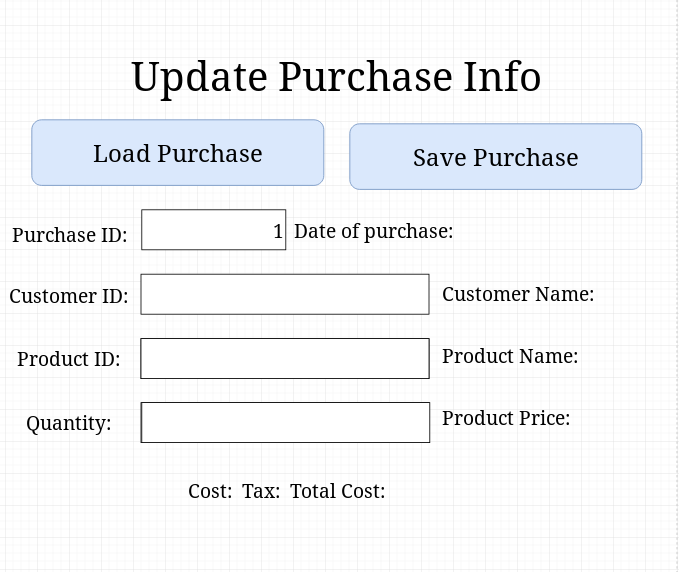 Update Purchase Info
Load Purchase Save Purchase
Purchase ID: 1 Date of purchase:
Customer ID: Customer Name:
Product ID: Product Name:
Quantity: Product Price:
Cost: Tax: Total Cost: